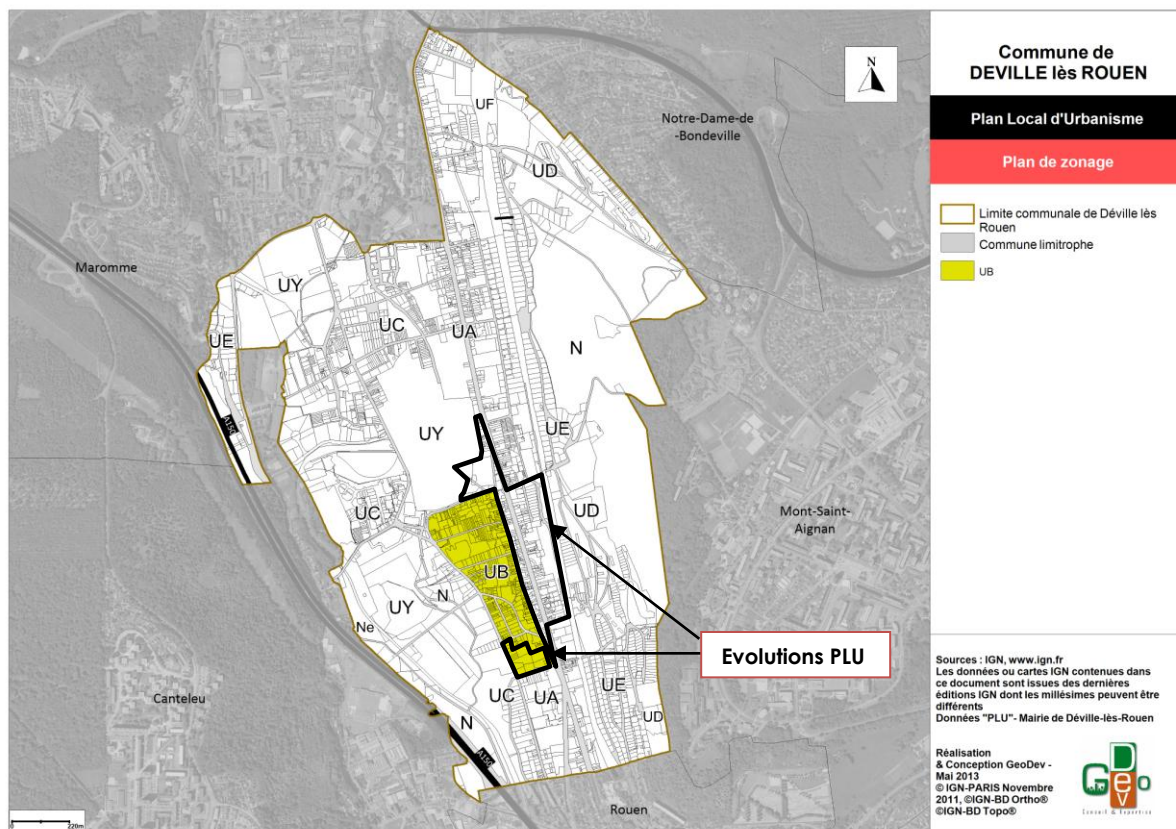 Commune de
DEVILLE lès ROUEN
Plan Local d'Urbanisme
Plan de zonage
Limite communale de Déville lès
Rouen
Commune limitrophe
UB
N
Notre-Dame-de
-Bondeville
UF
UD
Maromme
UY
UC
UA
UE
N
A150
UY
UE
UC
UD
Mont-Saint-
Aignan
UB
N
UY
Ne
Evolutions PLU
Canteleu
UC
UA
UE
N
UD
A150
Rouen
220m
Sources : IGN, www.ign.fr
Les données ou cartes IGN contenues dans
ce document sont issues des dernières
éditions IGN dont les millésimes peuvent être
différents
Données "PLU"- Mairie de Déville-lès-Rouen
Réalisation
& Conception GeoDev -
Mai 2013
© IGN-PARIS Novembre
2011, ©IGN-BD Ortho®
©IGN-BD Topo®
GeoDev
Conseil & Expertise